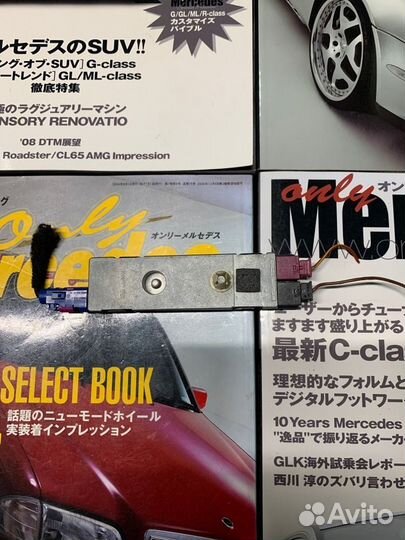 Mercedes
G/GL/ML/R-class
カスタマイズ
バイブル
ルセデスのSUV!!
ング・オブ・SUV]G-class
ートレンド]GL/ML-class
徹底特集
極のラグジュアリーマシン
ENSORY RENOVATIO
'08 DTM展望
Roadster/CL65 AMG Impression
only
オンリーメルセデス
only
オン
Me
SELECT BOOK
話題のニューモードホイール
実装着インプレッション
ーザーからチュー
ますます盛り上がる
最新C-cla
理想的なフォルムと
デジタルフットワー
10 Years Mercedes
"逸品"で振り返るメーカ
GLK海外試乗会レポー
西川 淳のズバリ言わせ
Avito